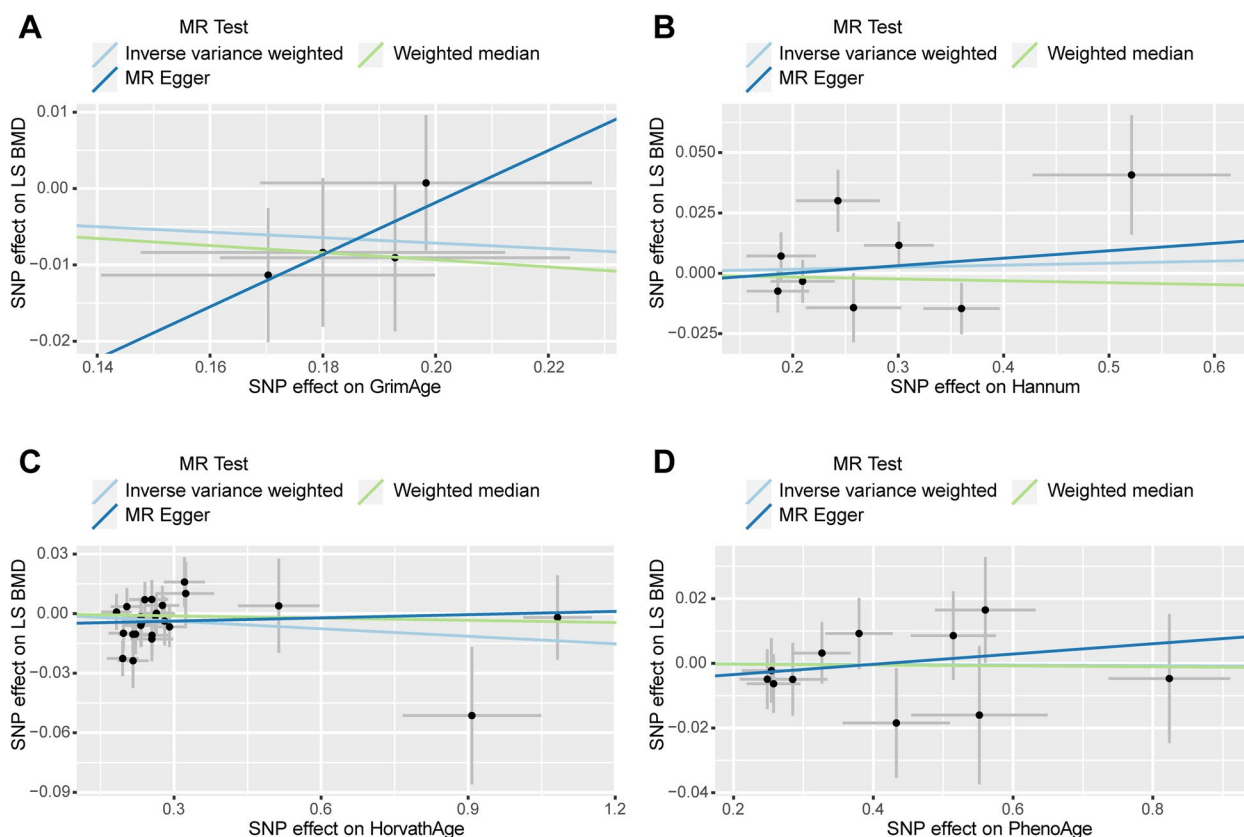 A
MR Test
Inverse variance weighted
Weighted median
MR Egger
SNP effect on LS BMD
0.01
0.00
−0.01
−0.02
0.14
0.16
0.18
0.20
0.22
SNP effect on GrimAge
B
MR Test
Inverse variance weighted
Weighted median
MR Egger
SNP effect on LS BMD
0.050
0.025
0.000
−0.025
0.2
0.3
0.4
0.5
0.6
SNP effect on Hannum
C
MR Test
Inverse variance weighted
Weighted median
MR Egger
SNP effect on LS BMD
0.03
0.00
−0.03
−0.06
−0.09
0.3
0.6
0.9
1.2
SNP effect on HorvathAge
D
MR Test
Inverse variance weighted
Weighted median
MR Egger
SNP effect on LS BMD
0.02
0.00
−0.02
−0.04
0.2
0.4
0.6
0.8
SNP effect on PhenoAge